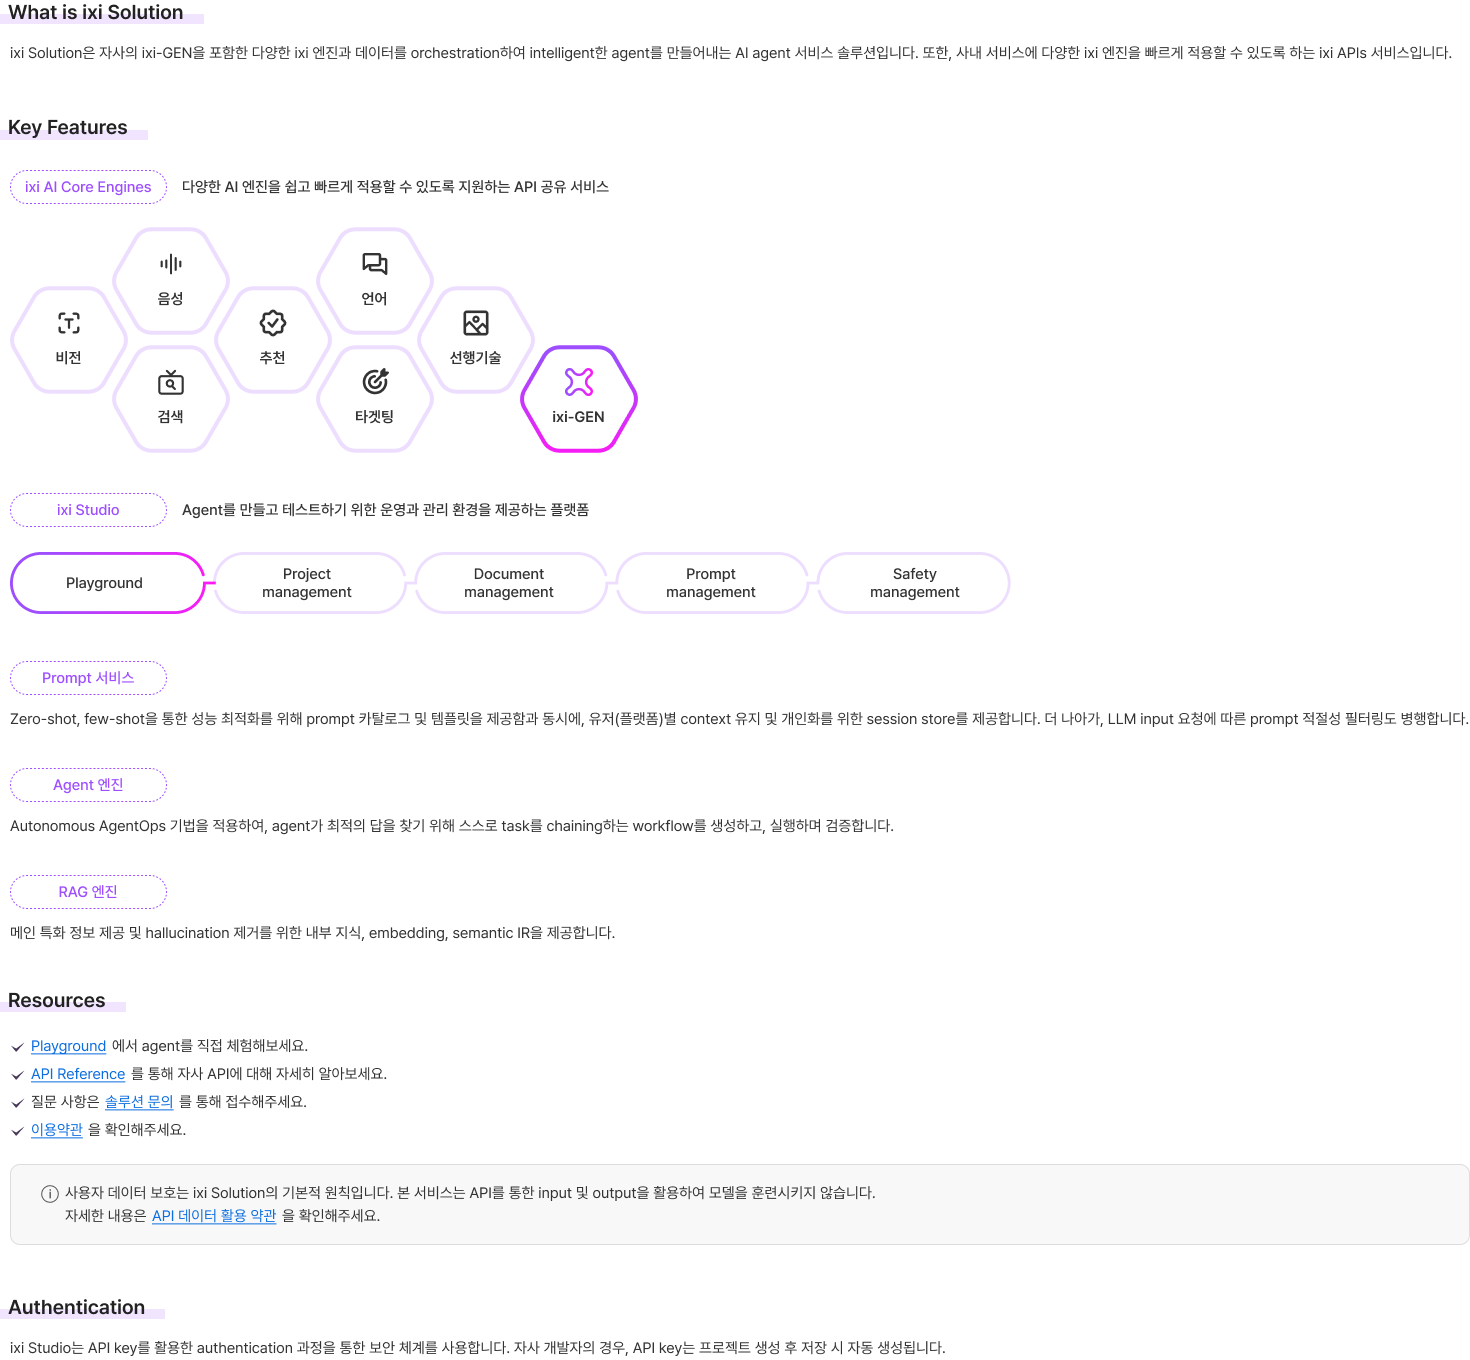 What is ixi Solution
ixi Solution은 자사의 ixi-GEN을 포함한 다양한 ixi 엔진과 데이터를 orchestration하여 intelligent한 agent를 만들어내는 AI agent 서비스 솔루션입니다. 또한, 사내 서비스에 다양한 ixi 엔진을 빠르게 적용할 수 있도록 하는 ixi APIs 서비스입니다.
Key Features
ixi AI Core Engines 다양한 AI 엔진을 쉽고 빠르게 적용할 수 있도록 지원하는 API 공유 서비스
음성
언어
비전
추천
선행기술
검색
타겟팅
ixi-GEN
ixi Studio Agent를 만들고 테스트하기 위한 운영과 관리 환경을 제공하는 플랫폼
Playground
Project
management
Document
management
Prompt
management
Safety
management
Prompt 서비스
Zero-shot, few-shot을 통한 성능 최적화를 위해 prompt 카탈로그 및 템플릿을 제공함과 동시에, 유저(플랫폼)별 context 유지 및 개인화를 위한 session store를 제공합니다. 더 나아가, LLM input 요청에 따른 prompt 적절성 필터링도 병행합니다.
Agent 엔진
Autonomous AgentOps 기법을 적용하여, agent가 최적의 답을 찾기 위해 스스로 task를 chaining하는 workflow를 생성하고, 실행하며 검증합니다.
RAG 엔진
메인 특화 정보 제공 및 hallucination 제거를 위한 내부 지식, embedding, semantic IR을 제공합니다.
Resources
Playground 에서 agent를 직접 체험해보세요.
API Reference 를 통해 자사 API에 대해 자세히 알아보세요.
질문 사항은 솔루션 문의 를 통해 접수해주세요.
이용약관 을 확인해주세요.
사용자 데이터 보호는 ixi Solution의 기본적 원칙입니다. 본 서비스는 API를 통한 input 및 output을 활용하여 모델을 훈련시키지 않습니다.
자세한 내용은 API 데이터 활용 약관 을 확인해주세요.
Authentication
ixi Studio는 API key를 활용한 authentication 과정을 통한 보안 체계를 사용합니다. 자사 개발자의 경우, API key는 프로젝트 생성 후 저장 시 자동 생성됩니다.